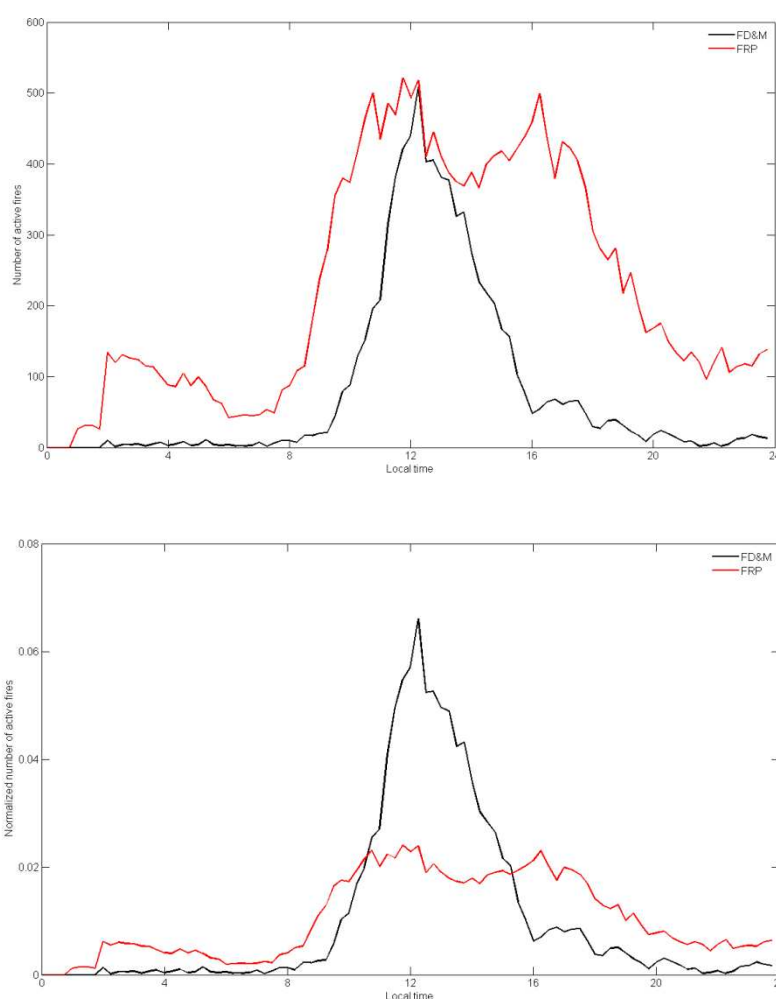 600
FD&M
FRP
500
400
300
200
100
0
Number of active fires
0 4 8 12 16 20 24
Local time
0.08
FD&M
FRP
0.06
0.04
0.02
0
Normalized number of active fires
0 4 8 12 16 20 2
Local time